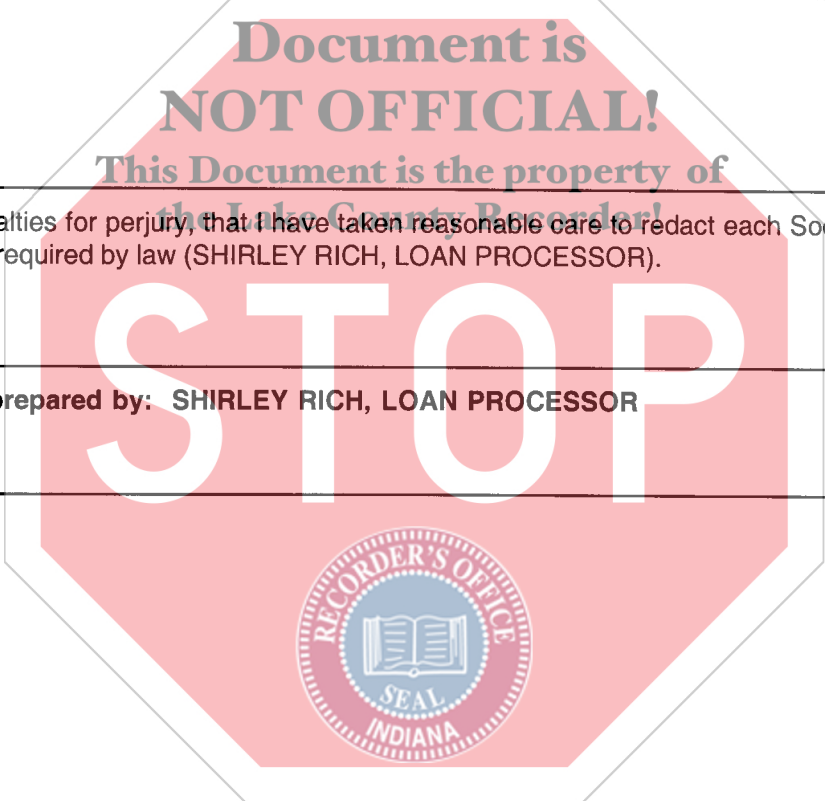 Document is
NOT OFFICIAL!
This Document is the property of
the Lake County Recorder!
alties for perjury, that I have taken reasonable care to redact each So
required by law (SHIRLEY RICH, LOAN PROCESSOR).
STOP
prepared by: SHIRLEY RICH, LOAN PROCESSOR
RECORDER'S OFFICE
SEAL
INDIANA